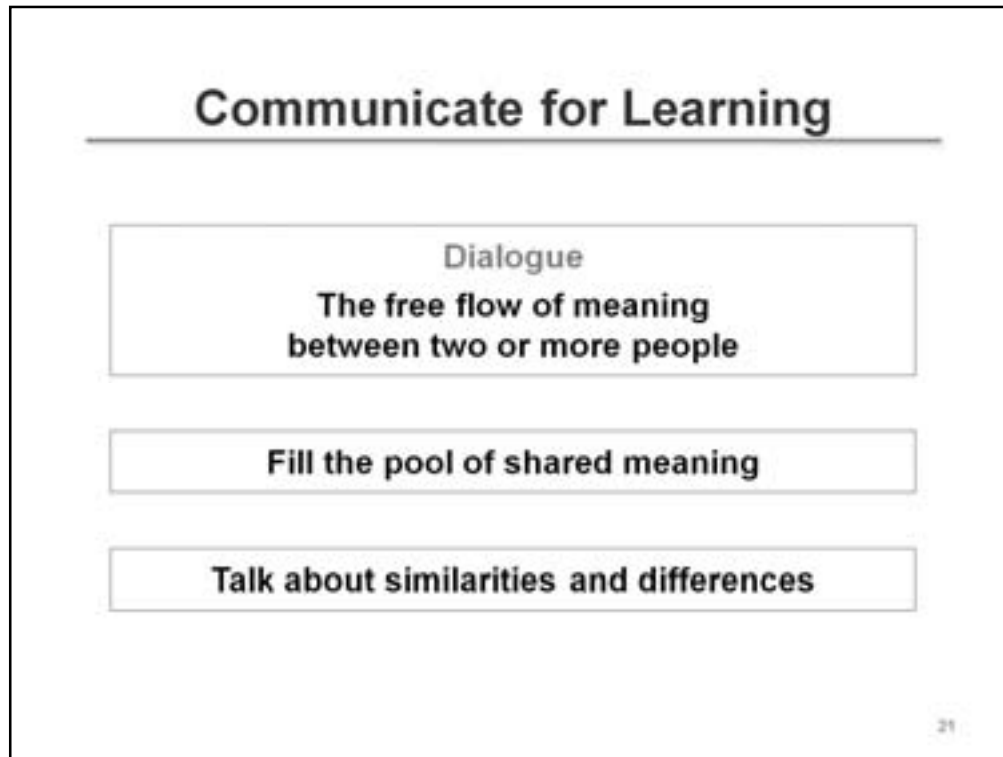 Communicate for Learning
Dialogue
The free flow of meaning
between two or more people
Fill the pool of shared meaning
Talk about similarities and differences
21